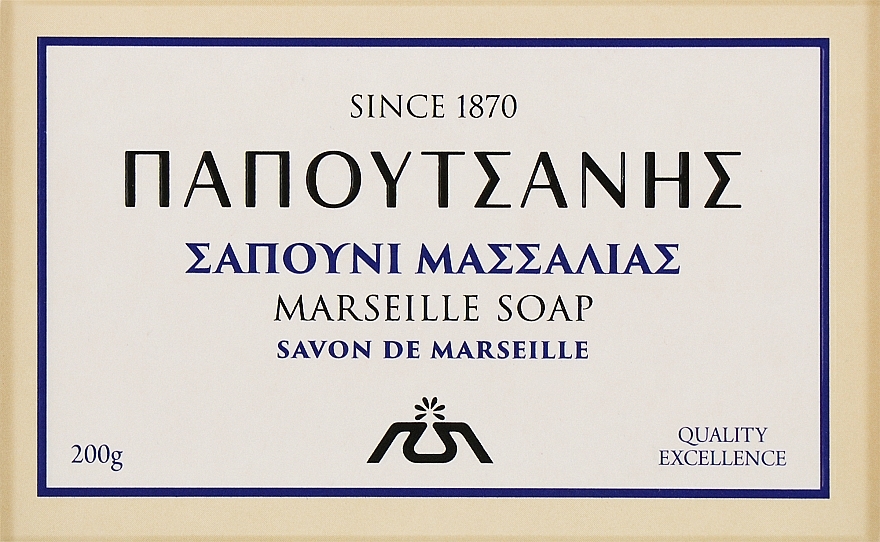 SINCE 1870
ΠΑΠΟΥΤΣΑΝΗΣ
ΣΑΠΟΥΝΙ ΜΑΣΣΑΛΙΑΣ
MARSEILLE SOAP
SAVON DE MARSEILLE
200g
QUALITY
EXCELLENCE